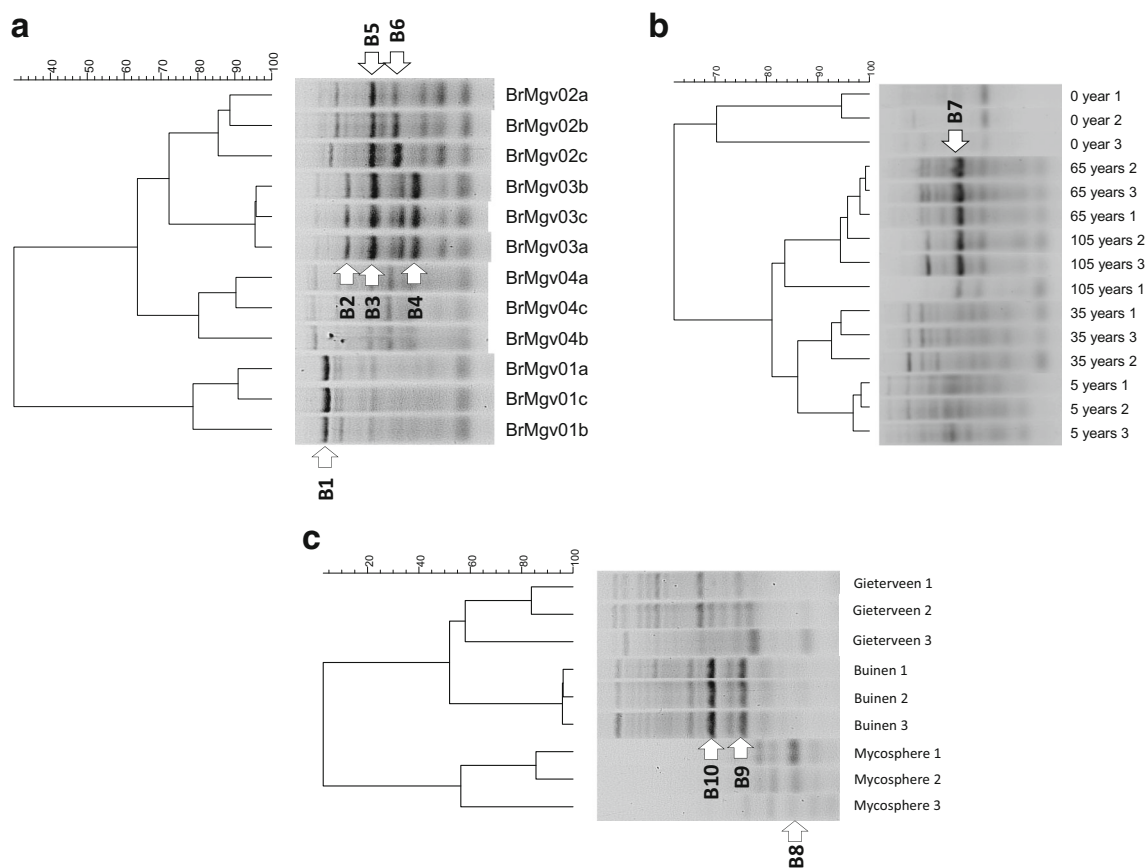 a
B5
B6
40
50
60
70
80
90
100
BrMgv02a
BrMgv02b
BrMgv02c
BrMgv03b
BrMgv03c
BrMgv03a
BrMgv04a
BrMgv04c
BrMgv04b
BrMgv01a
BrMgv01c
BrMgv01b
B2
B3
B4
B1
b
70
80
90
100
B7
0 year 1
0 year 2
0 year 3
65 years 2
65 years 3
65 years 1
105 years 2
105 years 3
105 years 1
35 years 1
35 years 3
35 years 2
5 years 1
5 years 2
5 years 3
c
20
40
60
80
100
Gieterveen 1
Gieterveen 2
Gieterveen 3
Buinen 1
Buinen 2
Buinen 3
Mycosphere 1
Mycosphere 2
Mycosphere 3
B10
B9
B8